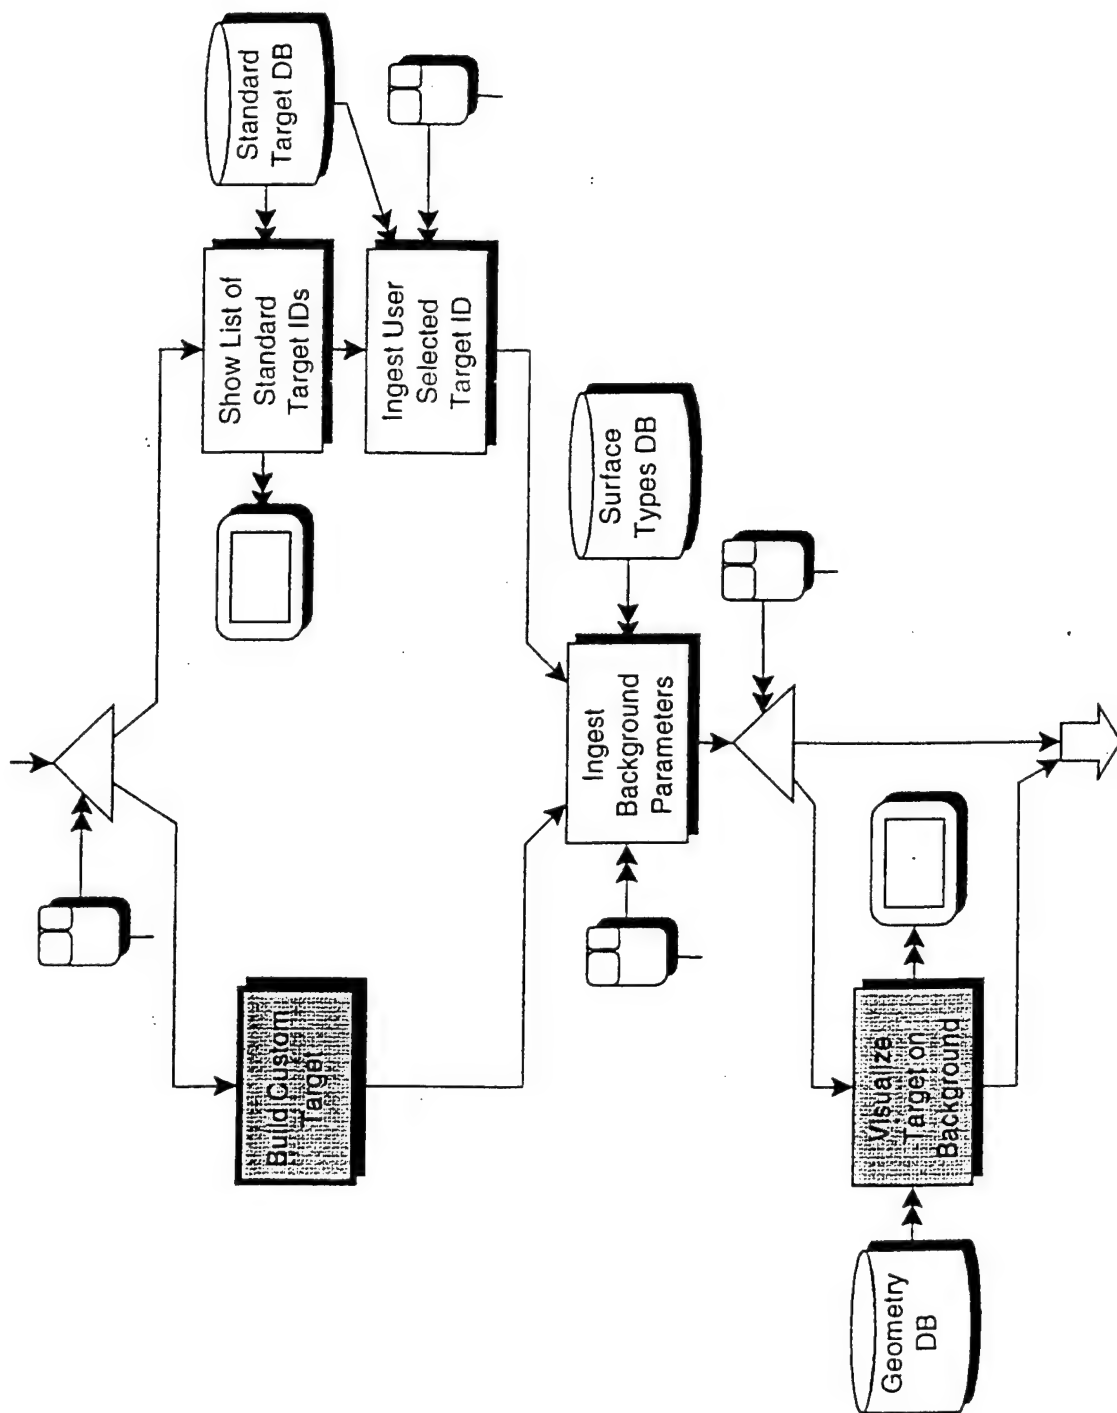 Standard
Target DB
Show List of
Standard
Target IDs
Ingest User
Selected
Target ID
Surface
Types DB
Ingest
Background
Parameters
Build Custom
Target
Visualize
Target on
Background
Geometry
DB